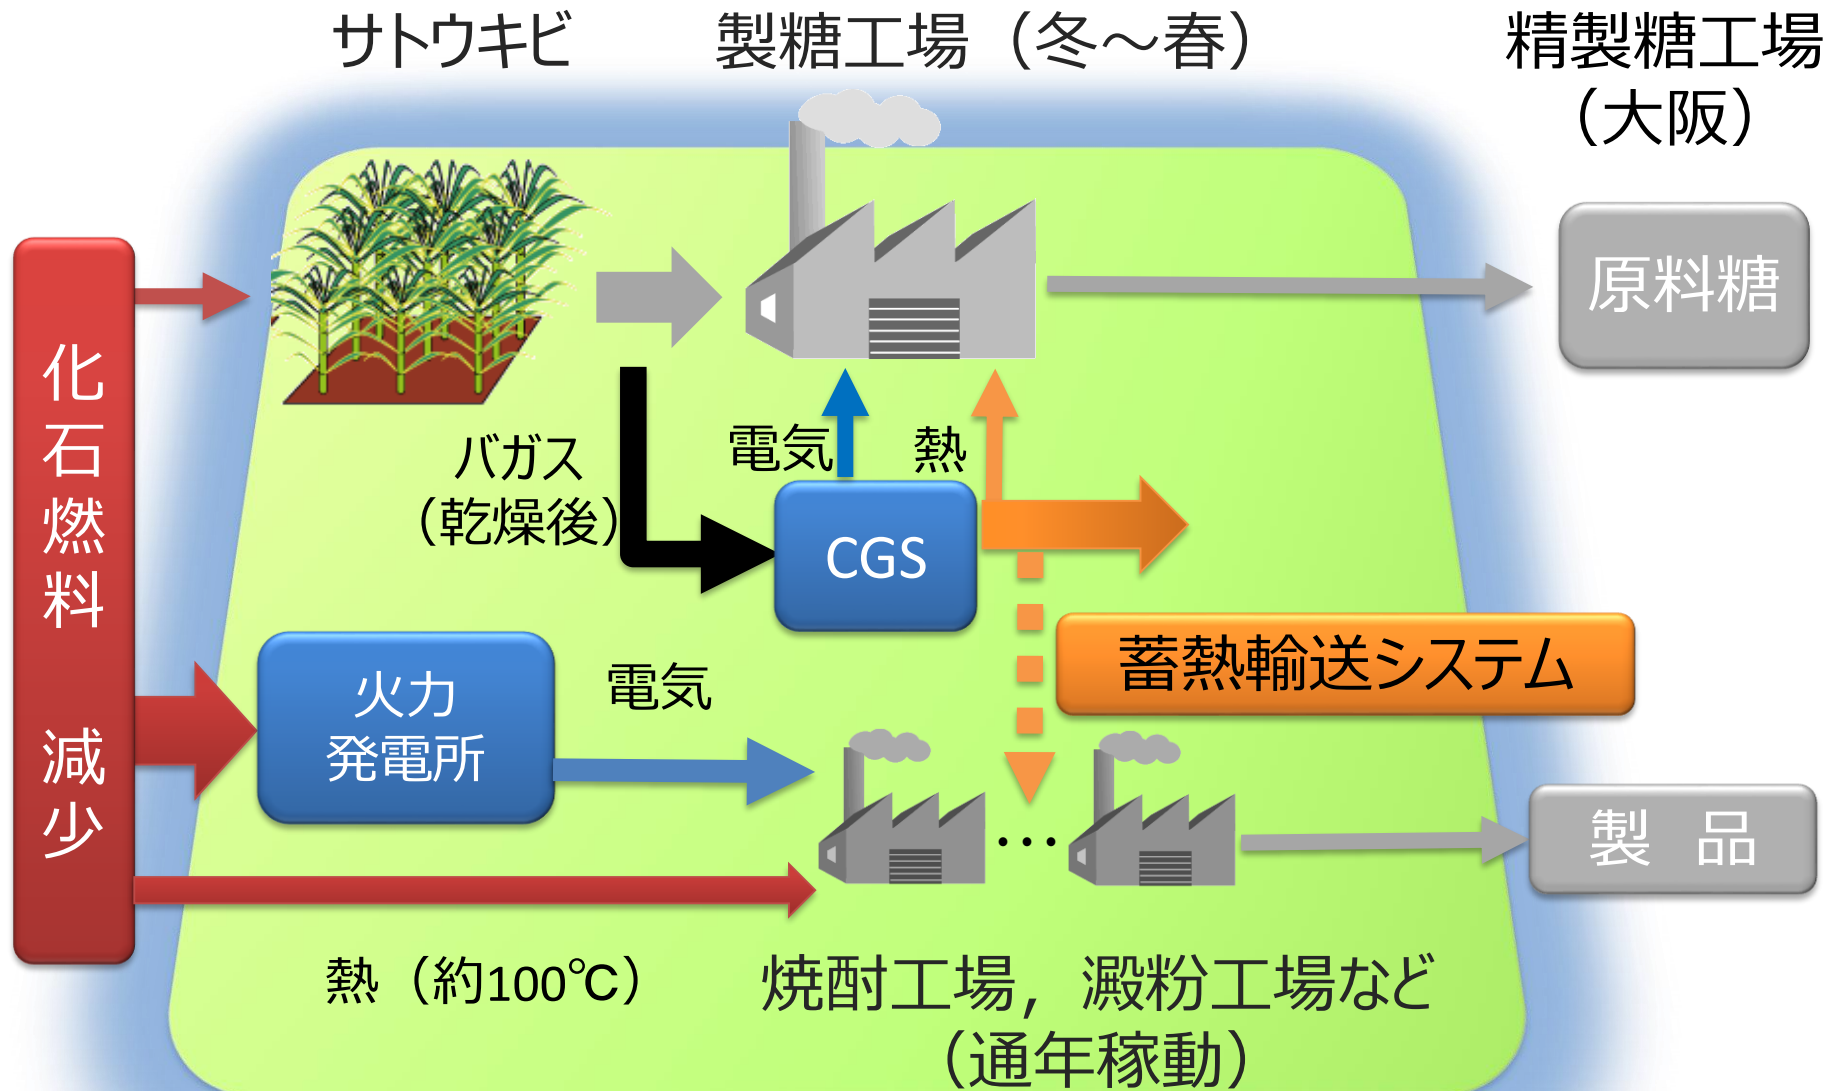 サトウキビ
製糖工場（冬～春）
精製糖工場
（大阪）
原料糖
化石燃料 減少
バガス
（乾燥後）
電気
熱
CGS
蓄熱輸送システム
火力
発電所
電気
…
製 品
熱（約100℃）
焼酎工場，澱粉工場など
（通年稼動）